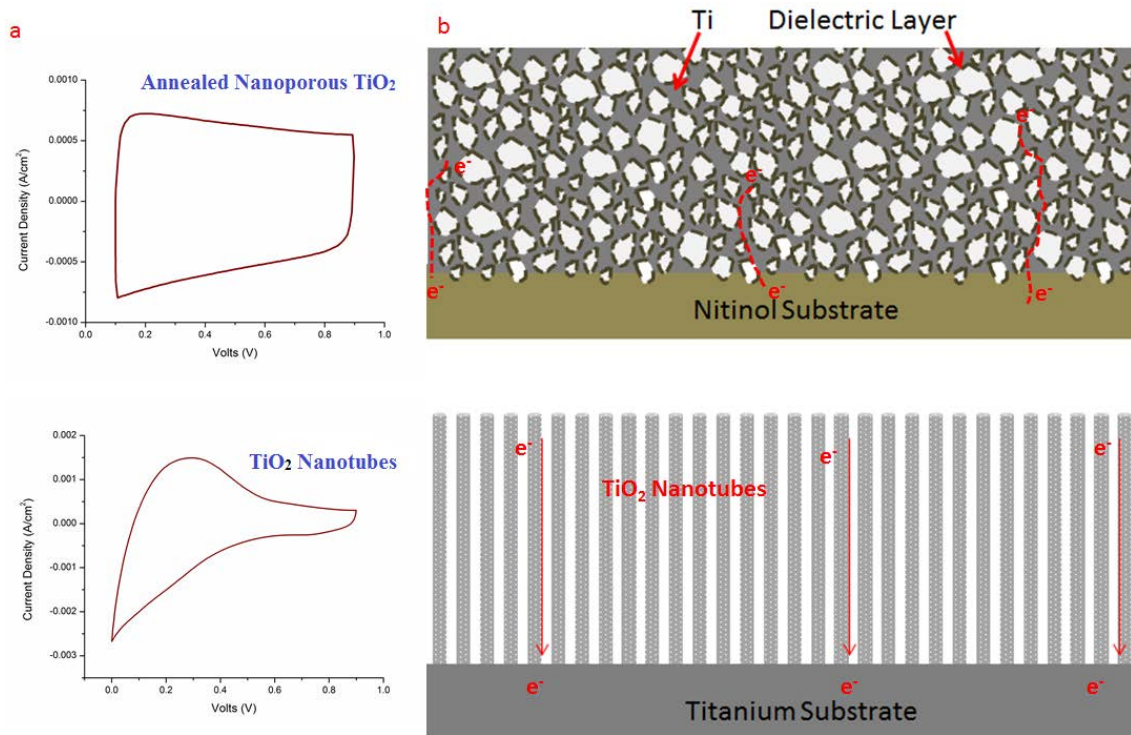 a
Annealed Nanoporous TiO₂
0.0010
0.0005
0.0000
-0.0005
-0.0010
Current Density (A/cm²)
0.0 0.2 0.4 0.6 0.8 1.0
Volts (V)
b
Ti
Dielectric Layer
e⁻
e⁻
e⁻
e⁻
e⁻
e⁻
Nitinol Substrate
TiO₂ Nanotubes
0.002
0.001
0.000
-0.001
-0.002
-0.003
Current Density (A/cm²)
0.0 0.2 0.4 0.6 0.8 1.0
Volts (V)
e⁻ e⁻ e⁻
TiO₂ Nanotubes
e⁻ e⁻ e⁻
Titanium Substrate